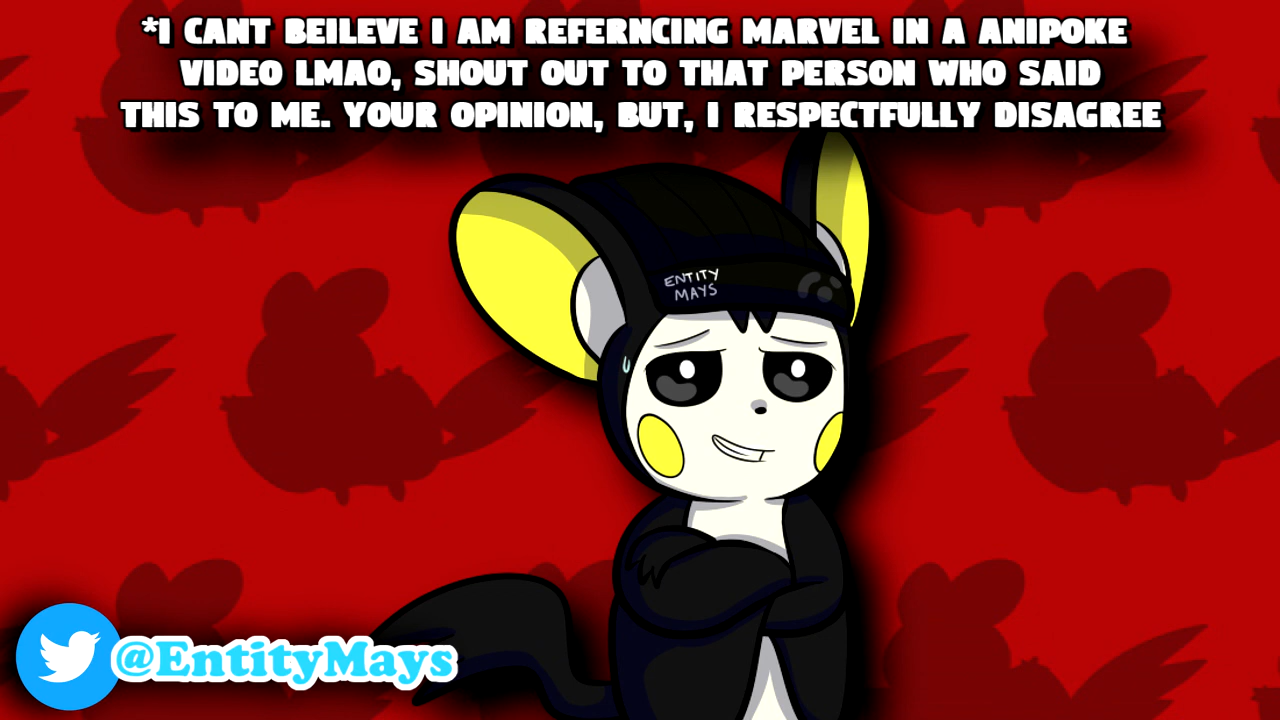 *I CANT BEILEVE I AM REFERNCING MARVEL IN A ANIPOKE
VIDEO LMAO, SHOUT OUT TO THAT PERSON WHO SAID
THIS TO ME. YOUR OPINION, BUT, I RESPECTFULLY DISAGREE
ENTITY
MAYS
@EntityMays